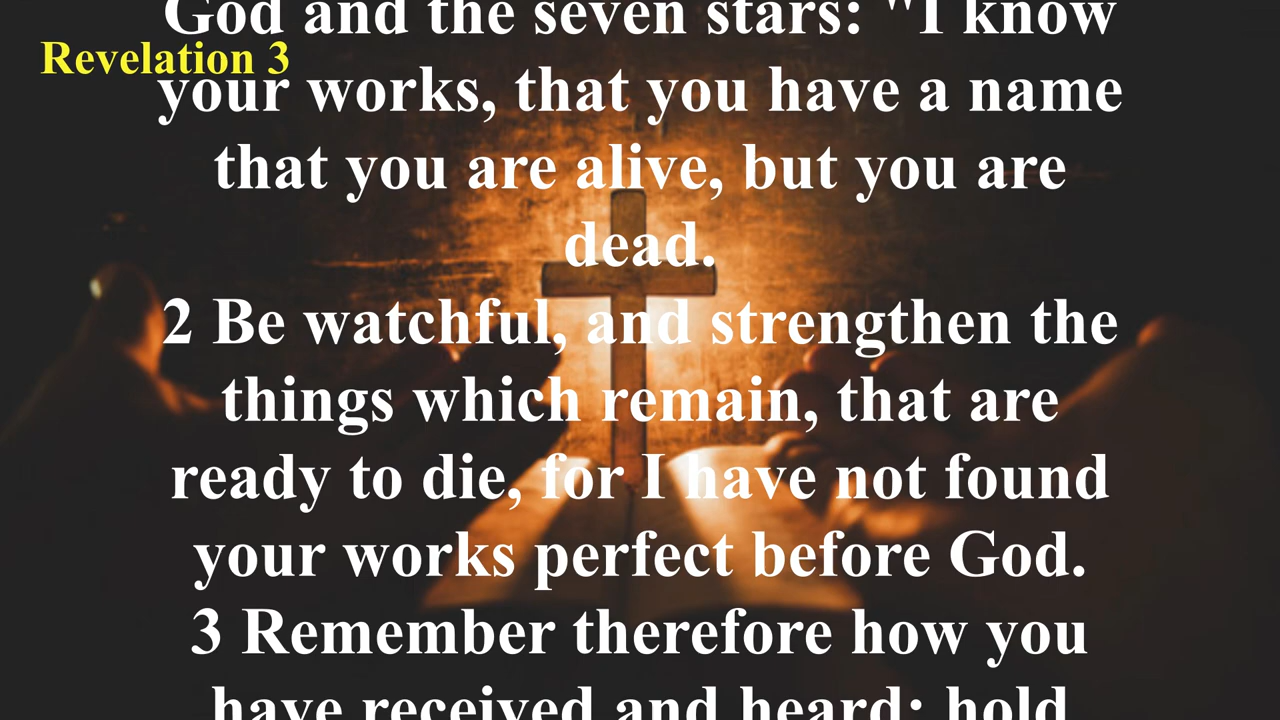 God and the seven stars: "I know
Revelation 3
your works, that you have a name
that you are alive, but you are
dead.
2 Be watchful, and strengthen the
things which remain, that are
ready to die, for I have not found
your works perfect before God.
3 Remember therefore how you
have received and heard; hold